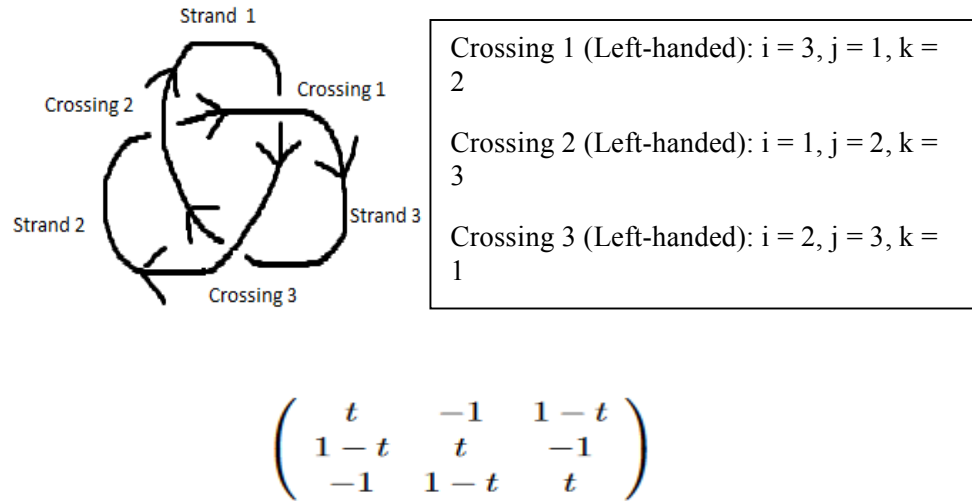 Strand 1
Crossing 1
Crossing 2
Strand 2
Strand 3
Crossing 3
Crossing 1 (Left-handed): i = 3, j = 1, k =
2
Crossing 2 (Left-handed): i = 1, j = 2, k =
3
Crossing 3 (Left-handed): i = 2, j = 3, k =
1
t −1 1 − t
1 − t t −1
−1 1 − t t